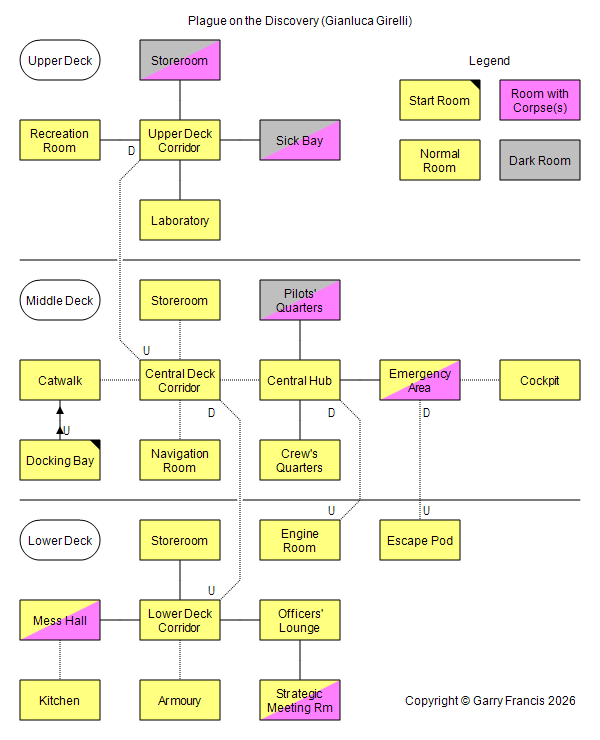 Plague on the Discovery (Gianluca Girelli)
Upper Deck
Storeroom
Legend
Start Room
Room with
Corpse(s)
Recreation
Room
D
Upper Deck
Corridor
Sick Bay
Normal
Room
Dark Room
Laboratory
Middle Deck
Storeroom
Pilots'
Quarters
U
Catwalk
Central Deck
Corridor
Central Hub
Emergency
Area
Cockpit
D
D
D
U
Docking Bay
Navigation
Room
Crew's
Quarters
U
U
Lower Deck
Storeroom
Engine
Room
Escape Pod
U
Mess Hall
Lower Deck
Corridor
Officers'
Lounge
Kitchen
Armoury
Strategic
Meeting Rm
Copyright © Garry Francis 2026